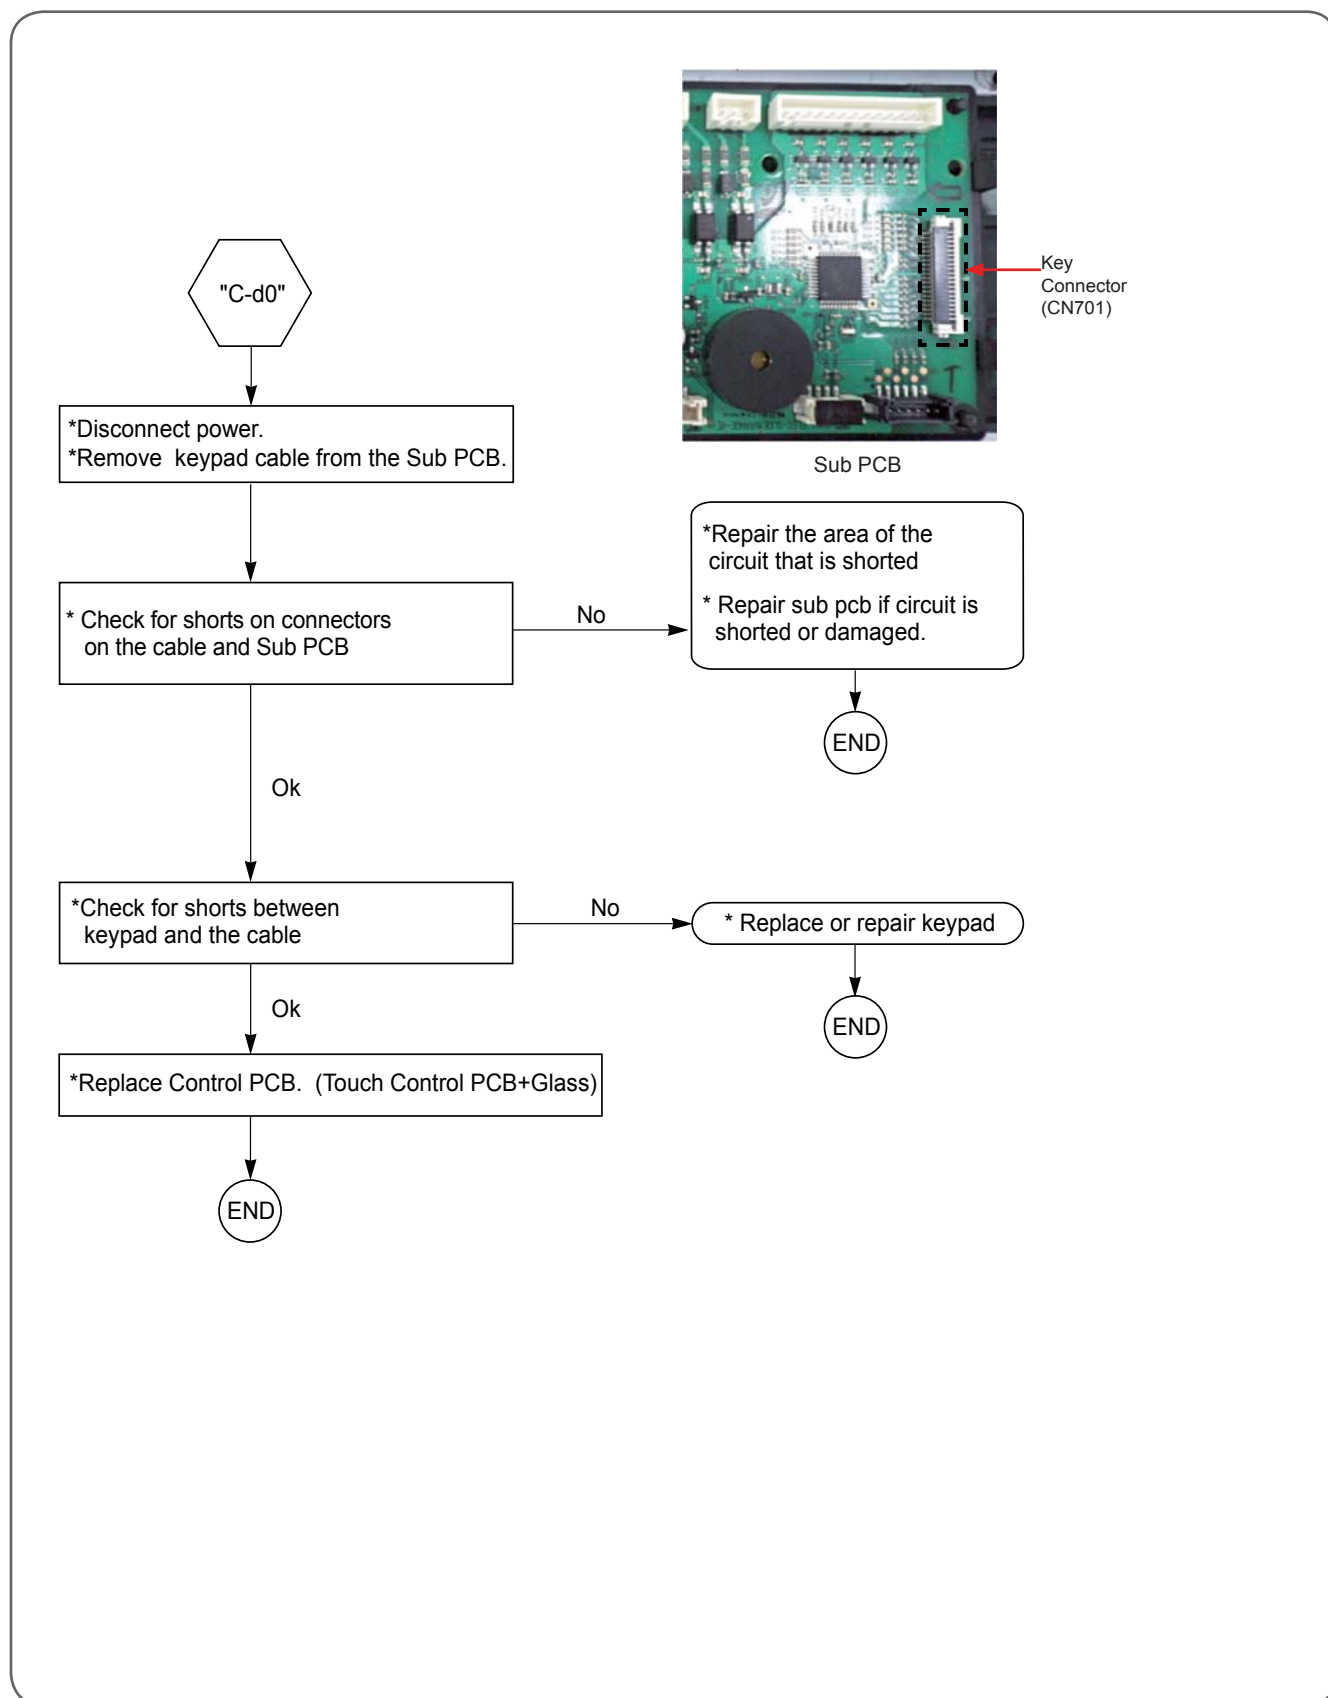 Key
Connector
(CN701)
Sub PCB
"C-d0"
*Disconnect power.
*Remove keypad cable from the Sub PCB.
* Check for shorts on connectors
on the cable and Sub PCB
No
*Repair the area of the
circuit that is shorted
* Repair sub pcb if circuit is
shorted or damaged.
END
Ok
*Check for shorts between
keypad and the cable
No
* Replace or repair keypad
END
Ok
*Replace Control PCB. (Touch Control PCB+Glass)
END